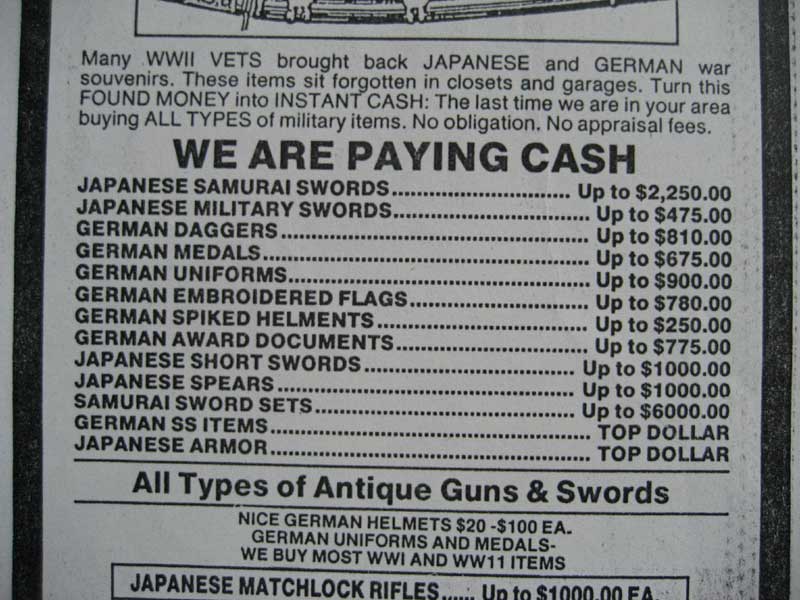 Many WWII VETS brought back JAPANESE and GERMAN war
souvenirs. These items sit forgotten in closets and garages. Turn this
FOUND MONEY into INSTANT CASH: The last time we are in your area
buying ALL TYPES of military items. No obligation. No appraisal fees.
WE ARE PAYING CASH
JAPANESE SAMURAI SWORDS.............................. Up to $2,250.00
JAPANESE MILITARY SWORDS................................. Up to $475.00
GERMAN DAGGERS..................................................... Up to $810.00
GERMAN MEDALS........................................................ Up to $675.00
GERMAN UNIFORMS.................................................... Up to $900.00
GERMAN EMBROIDERED FLAGS.............................. Up to $780.00
GERMAN SPIKED HELMENTS................................... Up to $250.00
GERMAN AWARD DOCUMENTS................................ Up to $775.00
JAPANESE SHORT SWORDS................................... Up to $1000.00
JAPANESE SPEARS.................................................. Up to $1000.00
SAMURAI SWORD SETS........................................... Up to $6000.00
GERMAN SS ITEMS...................................................... TOP DOLLAR
JAPANESE ARMOR....................................................... TOP DOLLAR
All Types of Antique Guns & Swords
NICE GERMAN HELMETS $20 -$100 EA.
GERMAN UNIFORMS AND MEDALS-
WE BUY MOST WWI AND WW11 ITEMS
JAPANESE MATCHLOCK RIFLES...... Up to $1000.00 EA.